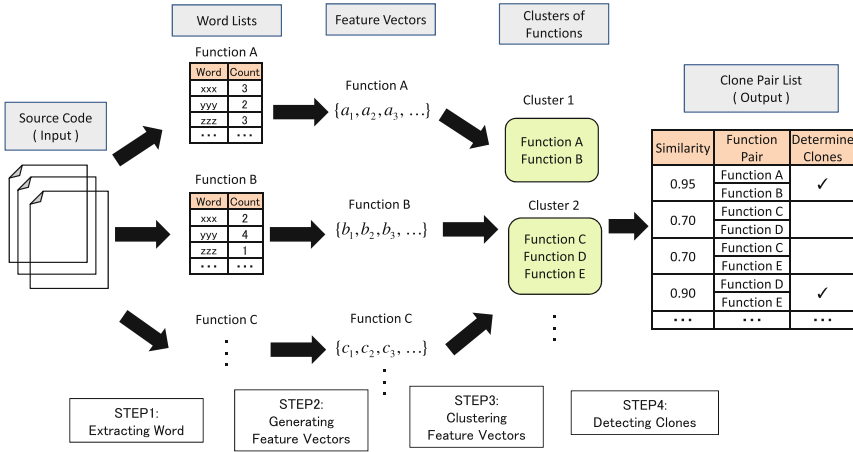 Word Lists
Feature Vectors
Clusters of
Functions
Source Code
( Input )
Clone Pair List
( Output )
Function A
Word Count
xxx 3
yyy 2
zzz 3
... ...
Function A
{a1, a2, a3, ...}
Cluster 1
Function A
Function B
Function B
Word Count
xxx 2
yyy 4
zzz 1
... ...
Function B
{b1, b2, b3, ...}
Cluster 2
Function C
Function D
Function E
Function C
Function C
{c1, c2, c3, ...}
Similarity Function Pair Determine Clones
0.95 Function A Function B ✓
0.70 Function C Function D
0.70 Function C Function E
0.90 Function D Function E ✓
... ... ...
STEP1:
Extracting Word
STEP2:
Generating
Feature Vectors
STEP3:
Clustering
Feature Vectors
STEP4:
Detecting Clones